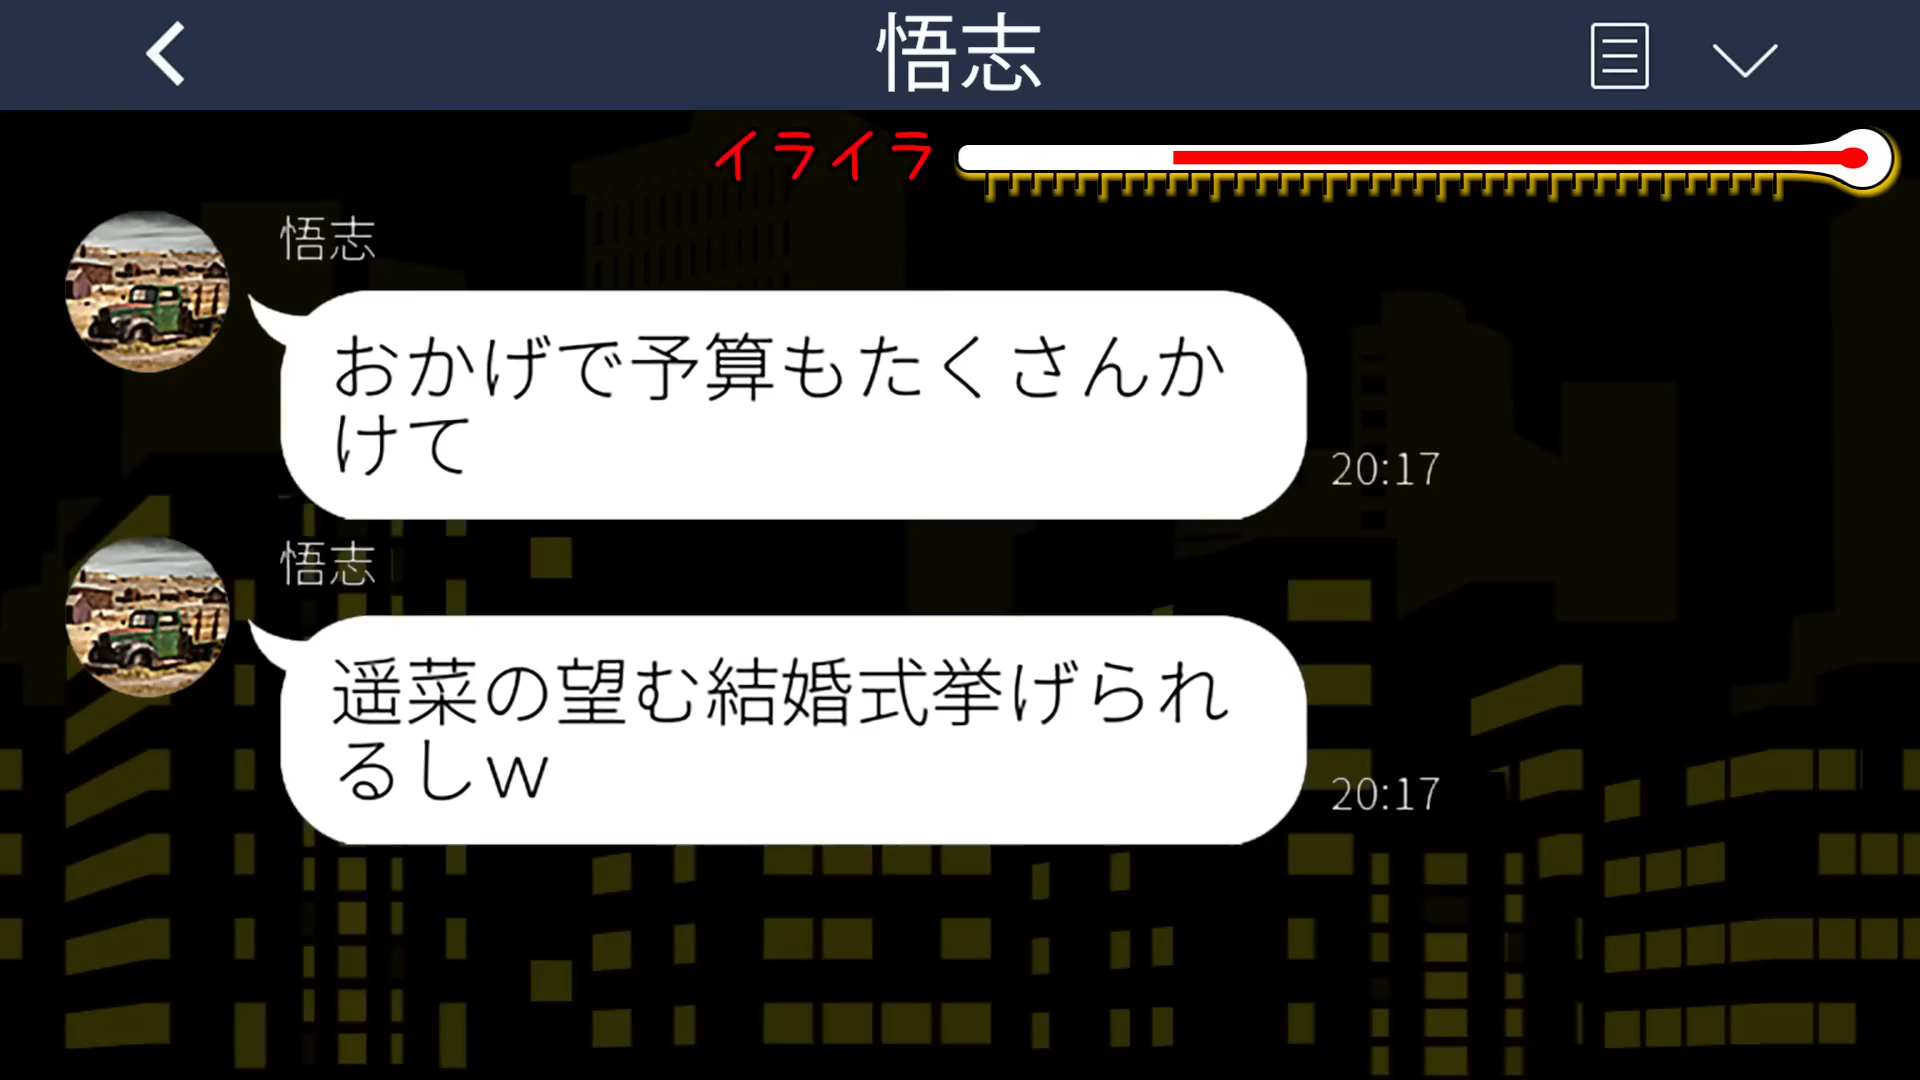 悟志
イライラ
悟志
おかげで予算もたくさんか
けて
20:17
悟志
遥菜の望む結婚式挙げられ
るしｗ
20:17